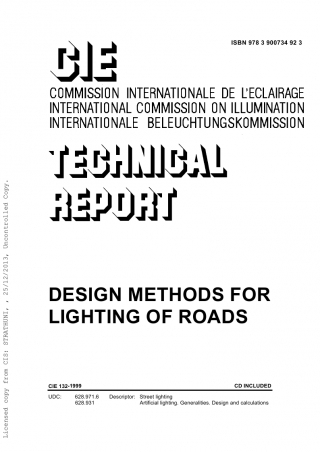 ISBN 978 3 900734 92 3
CIE
COMMISSION INTERNATIONALE DE L'ECLAIRAGE
INTERNATIONAL COMMISSION ON ILLUMINATION
INTERNATIONALE BELEUCHTUNGSKOMMISSION
TECHNICAL
REPORT
DESIGN METHODS FOR
LIGHTING OF ROADS
CIE 132-1999 CD INCLUDED
UDC: 628.971.6 Descriptor: Street lighting
628.931 Artificial lighting. Generalities. Design and calculations
Licensed copy from CIS: STRATHUNI, , 25/12/2013, Uncontrolled Copy.